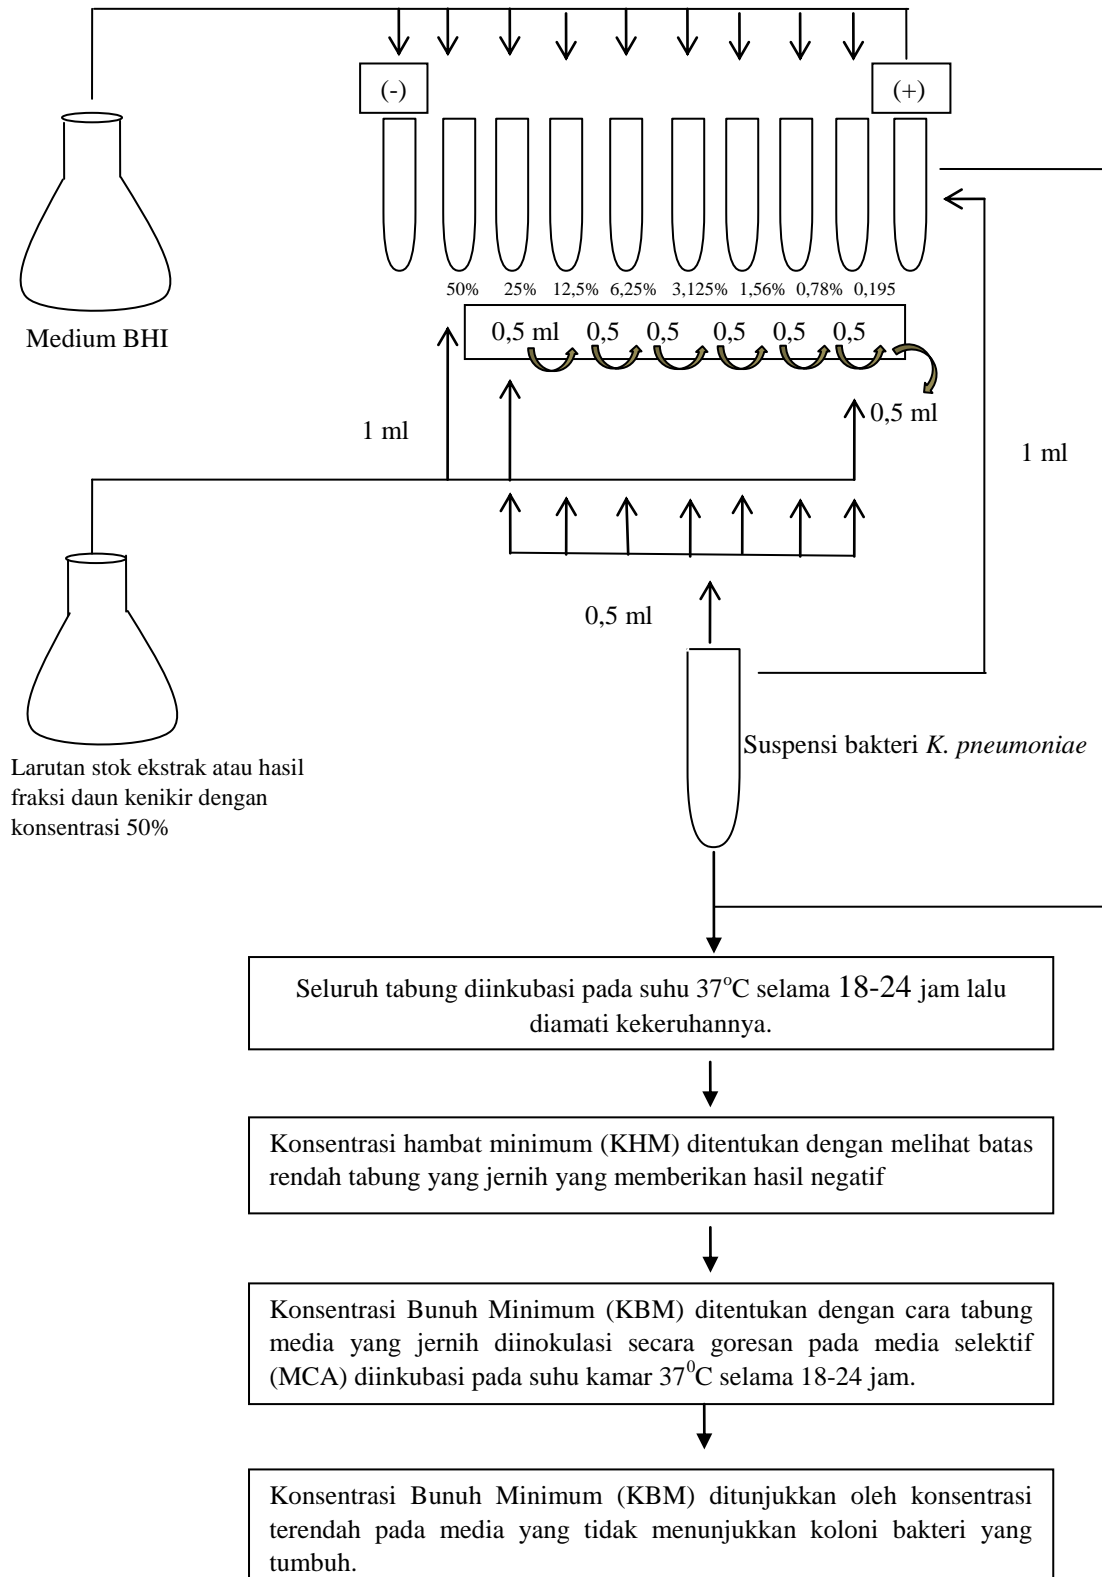 (-)
(+)
50% 25% 12,5% 6,25% 3,125% 1,56% 0,78% 0,195
Medium BHI
0,5 ml 0,5 0,5 0,5 0,5 0,5
0,5 ml
1 ml
1 ml
0,5 ml
Suspensi bakteri K. pneumoniae
Larutan stok ekstrak atau hasil
fraksi daun kenikir dengan
konsentrasi 50%
Seluruh tabung diinkubasi pada suhu 37°C selama 18-24 jam lalu
diamati kekeruhannya.
Konsentrasi hambat minimum (KHM) ditentukan dengan melihat batas
rendah tabung yang jernih yang memberikan hasil negatif
Konsentrasi Bunuh Minimum (KBM) ditentukan dengan cara tabung
media yang jernih diinokulasi secara goresan pada media selektif
(MCA) diinkubasi pada suhu kamar 37⁰C selama 18-24 jam.
Konsentrasi Bunuh Minimum (KBM) ditunjukkan oleh konsentrasi
terendah pada media yang tidak menunjukkan koloni bakteri yang
tumbuh.